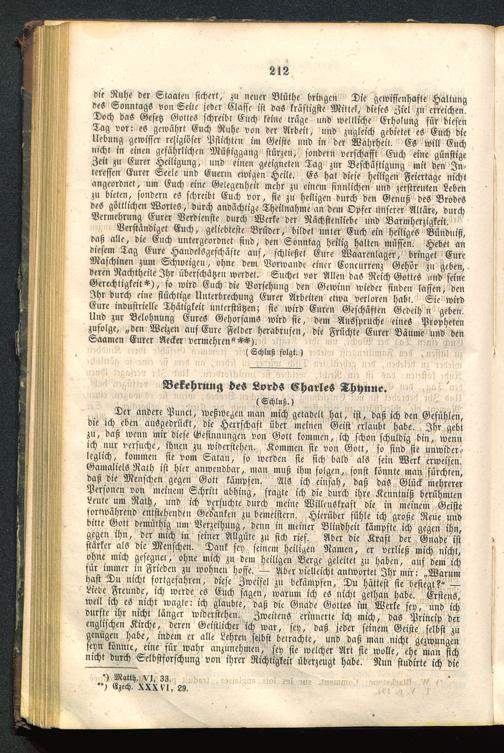 212
die Ruhe der Staaten sichert, zu neuer Blüthe bringen Die gewissenhafte Haltung
des Sonntags von Seite jeder Classe ist das kräftigste Mittel, dieses Ziel zu erreichen.
Doch das Gesetz Gottes schreibt Euch keine träge und weltliche Erholung für diesen
Tag vor: es gewährt Euch Ruhe von der Arbeit, und zugleich gebietet es Euch die
Uebung gewisser religiöser Pflichten im Geiste und in der Wahrheit. Es will Euch
nicht in einen gefährlichen Müßiggang stürzen, sondern verschafft Euch eine günstige
Zeit zu Eurer Heiligung, und einen geeigneten Tag zur Beschäftigung mit den In-
teressen Eurer Seele und Euerm ewigen Heile. Es hat diese heiligen Feiertage nicht
angeordnet, um Euch eine Gelegenheit mehr zu einem sinnlichen und zerstreuten Leben
zu bieten, sondern es schreibt Euch vor, sie zu heiligen durch den Genuß des Brodes
des göttlichen Wortes, durch andächtige Theilnahme an dem Opfer unserer Altäre, durch
Vermehrung Eurer Verdienste durch Werke der Nächstenliebe und Barmherzigkeit.
Verständiget Euch, geliebteste Brüder, bildet unter Euch ein heiliges Bündniß,
daß alle, die Euch untergeordnet sind, den Sonntag heilig halten müssen. Hebet an
diesem Tag Eure Handelsgeschäfte auf, schließet Eure Waarenlager, bringet Eure
Maschinen zum Schweigen, ohne dem Vorwande einer Concurrenz Gehör zu geben,
deren Nachtheile Ihr überschätzen werdet. Suchet vor Allem das Reich Gottes und seine
Gerechtigkeit*), so wird Euch die Vorsehung den Gewinn wieder finden lassen, den
Ihr durch eine flüchtige Unterbrechung Eurer Arbeiten etwa verloren habt. Sie wird
Eure industrielle Thätigkeit unterstützen; sie wird Euren Geschäften Gedeih n geben.
Und zur Belohnung Eures Gehorsams wird sie, dem Ausspruche eines Propheten
zufolge, „den Weizen auf Eure Felder herabrufen, die Früchte Eurer Bäume und den
Saamen Eurer Aecker vermehren“**).
(Schluß folgt.)
Bekehrung des Lords Charles Thynne.
(Schluß.)
Der andere Punct, weßwegen man mich getadelt hat, ist, daß ich den Gefühlen,
die ich eben ausgedrückt, die Herrschaft über meinen Geist erlaubt habe. Ihr gebt
zu, daß wenn mir diese Gesinnungen von Gott kommen, ich schon schuldig bin, wenn
ich nur versuche, ihnen zu widerstehen. Kommen sie von Gott, so sind sie unwider-
leglich, kommen sie vom Satan, so werden sie sich bald als sein Werk erweisen.
Gamaliels Rath ist hier anwendbar, man muß ihm folgen, sonst könnte man fürchten,
daß die Menschen gegen Gott kämpfen. Als ich einsah, daß das Glück mehrerer
Personen von meinem Schritt abhing, fragte ich die durch ihre Kenntniß berühmten
Leute um Rath, und ich versuchte durch meine Willenskraft die in meinem Geiste
fortwährend entstehenden Gedanken zu bemeistern. Hierüber fühle ich große Reue und
bitte Gott demüthig um Verzeihung, denn in meiner Blindheit kämpfte ich gegen ihn,
gegen ihn, der mich in seiner Allgüte zu sich rief. Aber die Kraft der Gnade ist
stärker als die Menschen. Dank sey seinem heiligen Namen, er verließ mich nicht,
ohne mich gesegnet, ohne mich zu dem heiligen Berge geleitet zu haben, auf dem ich
für immer in Frieden zu wohnen hoffe. — Aber vielleicht antwortet Ihr mir: „Warum
hast Du nicht fortgefahren, diese Zweifel zu bekämpfen, Du hättest sie besiegt?“ —
Liebe Freunde, ich werde es Euch sagen, warum ich es nicht gethan habe. Erstens,
weil ich es nicht wagte: ich glaubte, daß die Gnade Gottes im Werke sey, und ich
durfte ihr nicht länger widerstehen. Zweitens erinnerte ich mich, das Princip der
englischen Kirche, deren Geistlicher ich war, sey, daß jeder seinem Geiste selbst zu
genügen habe, indem er alle Lehren selbst betrachte, und daß man nicht gezwungen
seyn könnte, eine für wahr anzunehmen, sey sie welcher Art sie wolle, ehe man sich
nicht durch Selbstforschung von ihrer Richtigkeit überzeugt habe. Nun studirte ich die
*) Matth. VI, 33.
**) Ezech. XXXVI, 29.